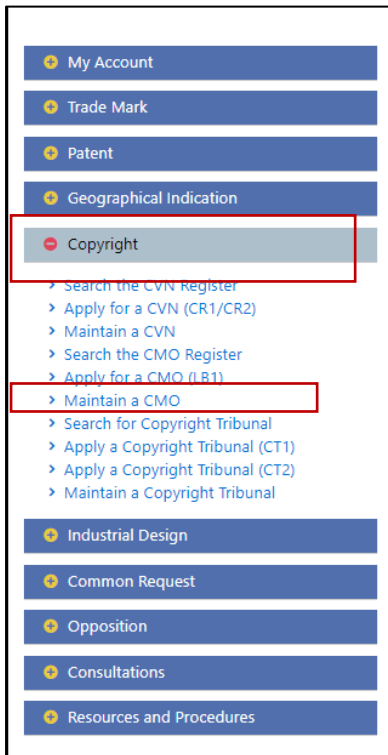 My Account
Trade Mark
Patent
Geographical Indication
Copyright
Search the CVN Register
Apply for a CVN (CR1/CR2)
Maintain a CVN
Search the CMO Register
Apply for a CMO (LB1)
Maintain a CMO
Search for Copyright Tribunal
Apply a Copyright Tribunal (CT1)
Apply a Copyright Tribunal (CT2)
Maintain a Copyright Tribunal
Industrial Design
Common Request
Opposition
Consultations
Resources and Procedures